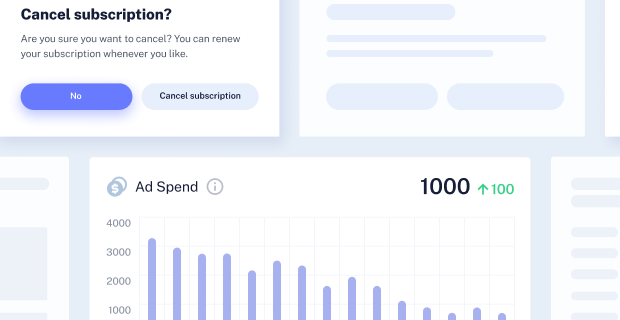 Cancel subscription?
Are you sure you want to cancel? You can renew
your subscription whenever you like.
No
Cancel subscription
Ad Spend
1000
100
4000
3000
2000
1000